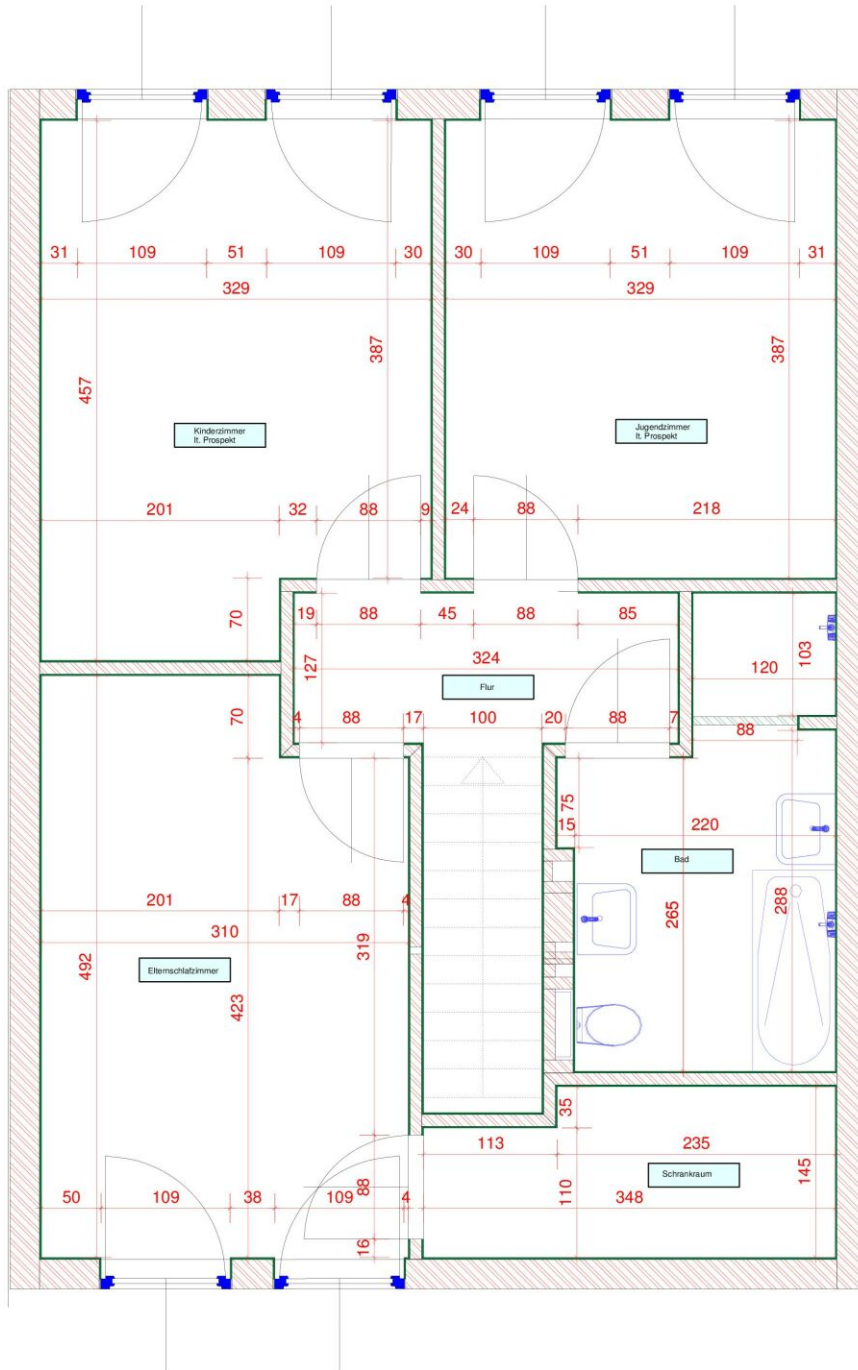 31 109 51 109 30 30 109 51 109 31
329 329
387 387
457
Kinderzimmer
lt. Prospekt
Jugendzimmer
lt. Prospekt
201 32 88 9 24 88 218
70 19 88 45 88 85
127 324 103
120
Flur
70 4 88 17 100 20 88 7 88
75
15 220
Bad
201 17 88 4
310 319 265 288
492 423
Elternschlafzimmer
35
113 235
Schrankraum
145
88 110
50 109 38 109 4 348
16